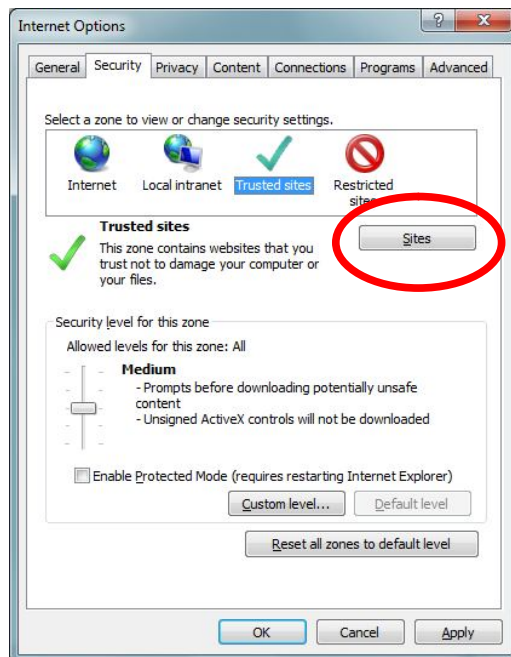 Internet Options
General Security Privacy Content Connections Programs Advanced
Select a zone to view or change security settings.
Internet Local intranet Trusted sites Restricted
sites
Trusted sites
Sites
This zone contains websites that you
trust not to damage your computer or
your files.
Security level for this zone
Allowed levels for this zone: All
Medium
- Prompts before downloading potentially unsafe
content
- Unsigned ActiveX controls will not be downloaded
Enable Protected Mode (requires restarting Internet Explorer)
Custom level... Default level
Reset all zones to default level
OK Cancel Apply